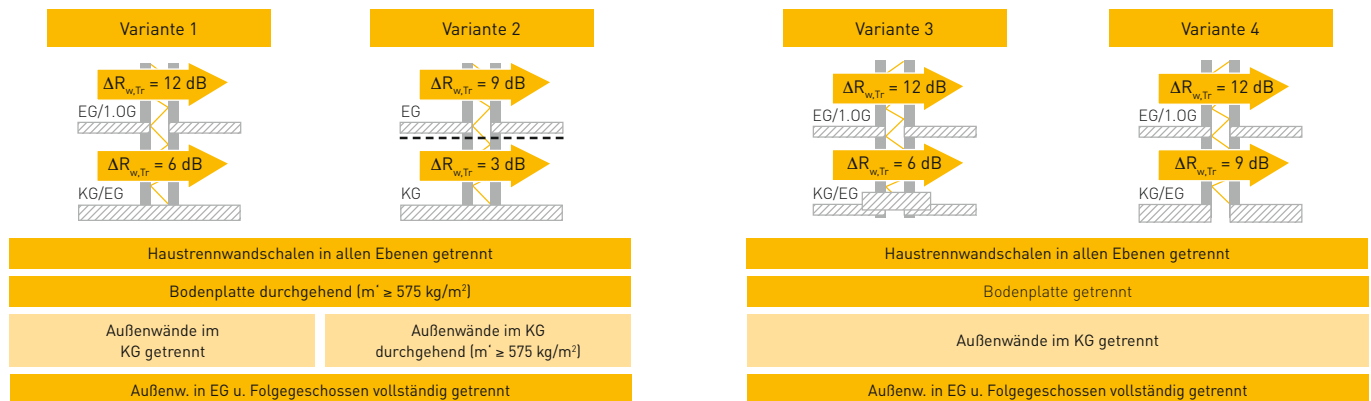 Variante 1
Variante 2
Variante 3
Variante 4
ΔRw,Tr = 12 dB
EG/1.OG
ΔRw,Tr = 6 dB
KG/EG
ΔRw,Tr = 9 dB
EG
ΔRw,Tr = 3 dB
KG
ΔRw,Tr = 12 dB
EG/1.OG
ΔRw,Tr = 6 dB
KG/EG
ΔRw,Tr = 12 dB
EG/1.OG
ΔRw,Tr = 9 dB
KG/EG
Haustrennwandschalen in allen Ebenen getrennt
Bodenplatte durchgehend (m´ ≥ 575 kg/m²)
Außenwände im
KG getrennt
Außenwände im KG
durchgehend (m´ ≥ 575 kg/m²)
Außenw. in EG u. Folgegeschossen vollständig getrennt
Haustrennwandschalen in allen Ebenen getrennt
Bodenplatte getrennt
Außenwände im KG getrennt
Außenw. in EG u. Folgegeschossen vollständig getrennt